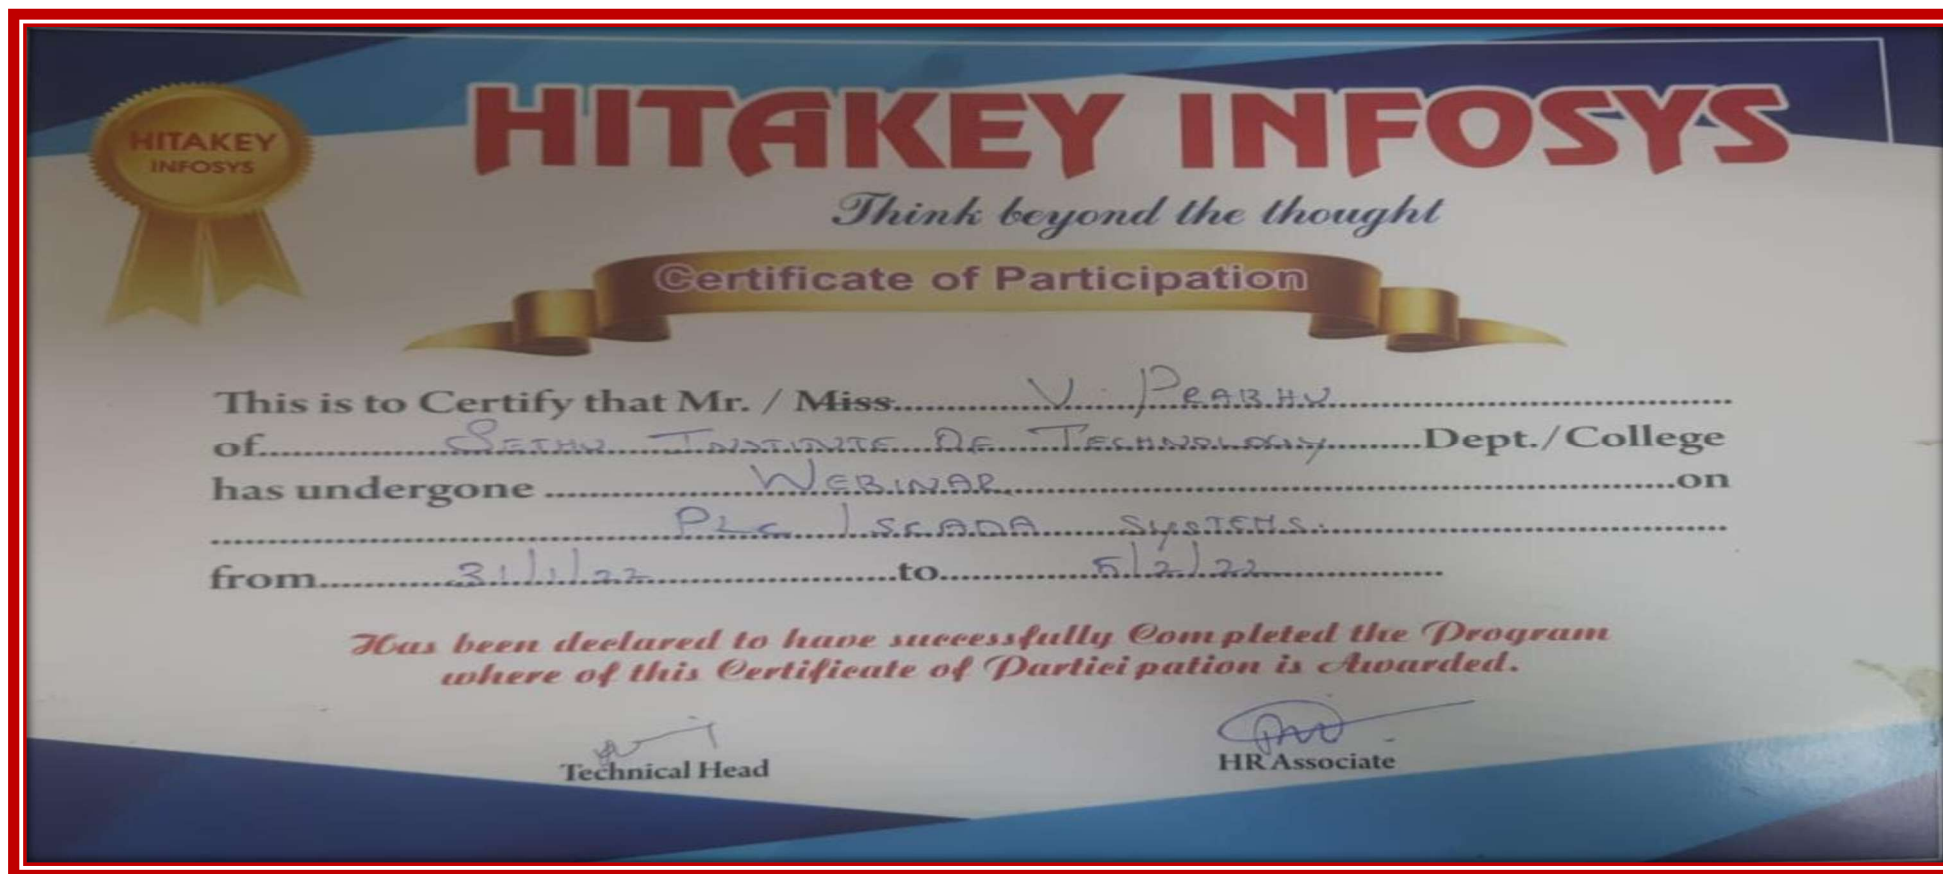 HITAKEY
INFOSYS
HITAKEY INFOSYS
Think beyond the thought
Certificate of Participation
This is to Certify that Mr. / Miss.......... V. PRABHU
of.......... SETHU INSTITUTE OF TECHNOLOGY..........Dept./College
has undergone .......... WEBINAR..........on
PLC / SCADA SYSTEMS.
from.......... 31/1/22..........to.......... 5/2/22..........
Has been declared to have successfully Completed the Program
where of this Certificate of Participation is Awarded.
Technical Head
HR Associate